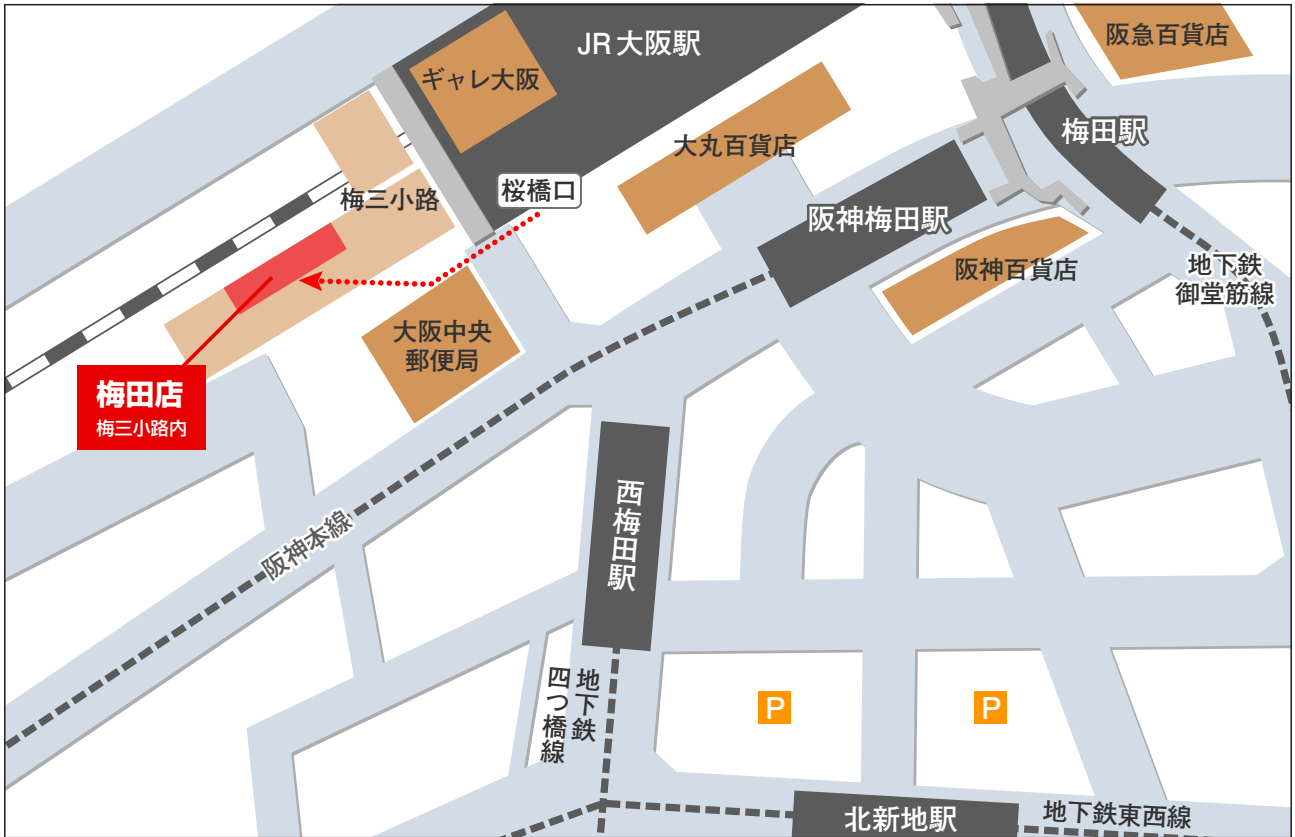 JR大阪駅
阪急百貨店
ギャレ大阪
梅田駅
大丸百貨店
桜橋口
梅三小路
阪神梅田駅
阪神百貨店
地下鉄
御堂筋線
大阪中央
郵便局
梅田店
梅三小路内
西梅田駅
阪神本線
地下鉄
四つ橋線
P
P
北新地駅
地下鉄東西線